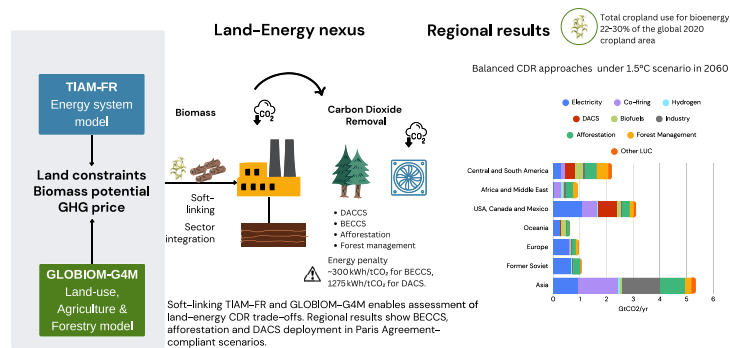 TIAM-FR
Energy system
model
Land constraints
Biomass potential
GHG price
GLOBIOM-G4M
Land-use,
Agriculture &
Forestry model
Land-Energy nexus
Biomass
CO₂
Carbon Dioxide
Removal
CO₂
Soft-
linking
Sector
integration
• DACCS
• BECCS
• Afforestation
• Forest management
Energy penalty
~300 kWh/tCO₂ for BECCS,
1275 kWh/tCO₂ for DACS.
Soft-linking TIAM-FR and GLOBIOM-G4M enables assessment of
land-energy CDR trade-offs. Regional results show BECCS,
afforestation and DACS deployment in Paris Agreement-
compliant scenarios.
Regional results
Total cropland use for bioenergy
22-30% of the global 2020
cropland area
Balanced CDR approaches under 1.5°C scenario in 2060
Electricity Co-firing Hydrogen
DACS Biofuels Industry
Afforestation Forest Management
Other LUC
Central and South America
Africa and Middle East
USA, Canada and Mexico
Oceania
Europe
Former Soviet
Asia
0 1 2 3 4 5 6
GtCO2/yr